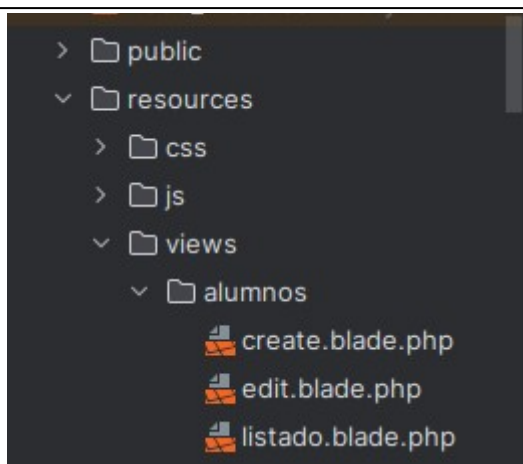 public
resources
css
js
views
alumnos
create.blade.php
edit.blade.php
listado.blade.php